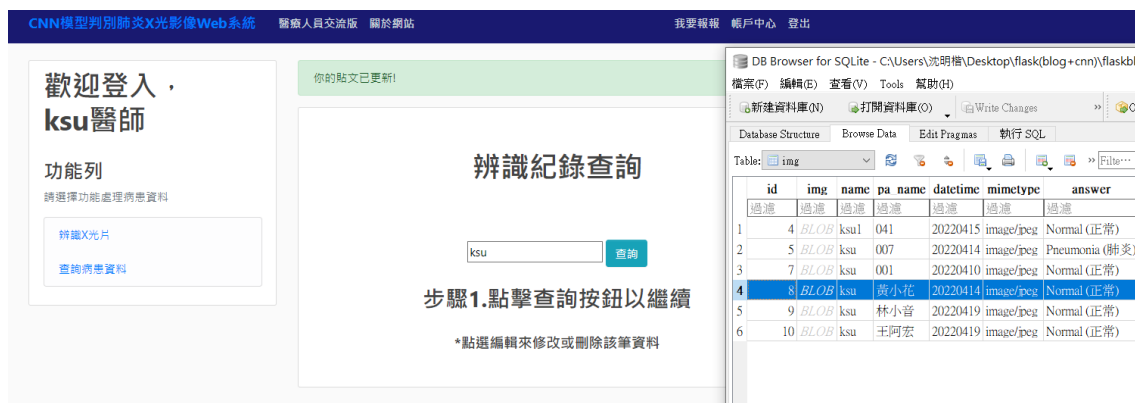 CNN模型判別肺炎X光影像Web系統 醫療人員交流版 關於網站 我要報報 帳戶中心 登出
歡迎登入，
ksu醫師
功能列
請選擇功能處理病患資料
辨識X光片
查詢病患資料
你的貼文已更新!
辨識紀錄查詢
ksu 查詢
步驟1.點擊查詢按鈕以繼續
*點選編輯來修改或刪除該筆資料
DB Browser for SQLite - C:\Users\沈明楷\Desktop\flask(blog+cnn)\flaskbl
檔案(F) 編輯(E) 查看(V) Tools 幫助(H)
新建資料庫(N) 打開資料庫(O) Write Changes »
Database Structure Browse Data Edit Pragmas 執行 SQL
Table: img » Filte…
id img name pa_name datetime mimetype answer
過濾 過濾 過濾 過濾 過濾 過濾 過濾
1 4 BLOB ksu1 041 20220415 image/jpeg Normal (正常)
2 5 BLOB ksu 007 20220414 image/jpeg Pneumonia (肺炎)
3 7 BLOB ksu 001 20220410 image/jpeg Normal (正常)
4 8 BLOB ksu 黃小花 20220414 image/jpeg Normal (正常)
5 9 BLOB ksu 林小音 20220419 image/jpeg Normal (正常)
6 10 BLOB ksu 王阿宏 20220419 image/jpeg Normal (正常)